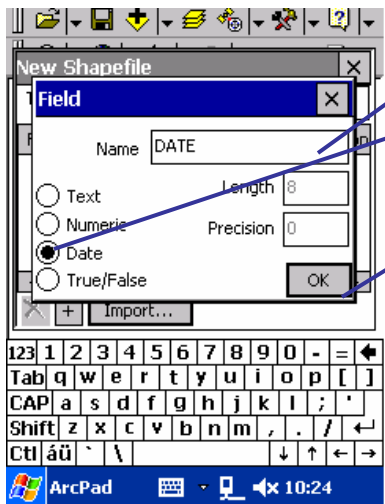 New Shapefile
Field
Name DATE
Text
Length 8
Numeric
Precision 0
Date
True/False
OK
Import...
123 1 2 3 4 5 6 7 8 9 0 - =
Tab q w e r t y u i o p [ ]
CAP a s d f g h j k l ; '
Shift z x c v b n m , . /
Ctl áü ` \
ArcPad 10:24